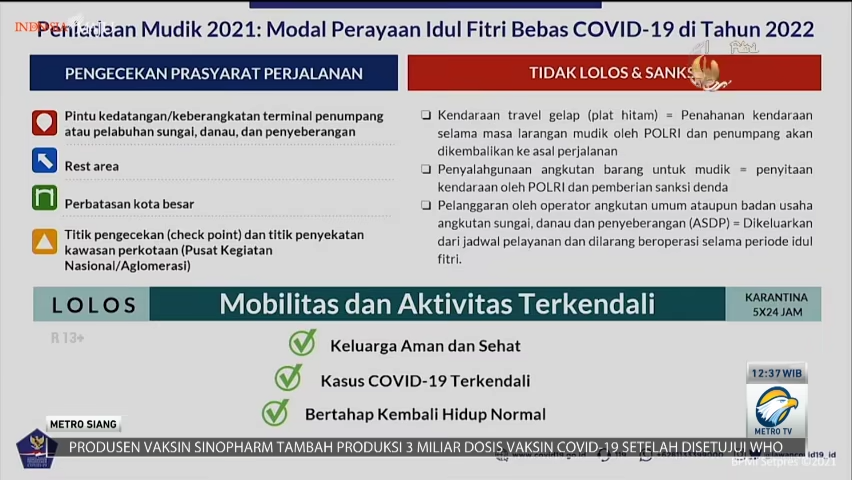 Mudik 2021: Modal Perayaan Idul Fitri Bebas COVID-19 di Tahun 2022
PENGECEKAN PRASYARAT PERJALANAN
Pintu kedatangan/keberangkatan terminal penumpang
atau pelabuhan sungai, danau, dan penyeberangan
Rest area
Perbatasan kota besar
Titik pengecekan (check point) dan titik penyekatan
kawasan perkotaan (Pusat Kegiatan
Nasional/Aglomerasi)
TIDAK LOLOS & SANKSI
Kendaraan travel gelap (plat hitam) = Penahanan kendaraan
selama masa larangan mudik oleh POLRI dan penumpang akan
dikembalikan ke asal perjalanan
Penyalahgunaan angkutan barang untuk mudik = penyitaan
kendaraan oleh POLRI dan pemberian sanksi denda
Pelanggaran oleh operator angkutan umum ataupun badan usaha
angkutan sungai, danau dan penyeberangan (ASDP) = Dikeluarkan
dari jadwal pelayanan dan dilarang beroperasi selama periode idul
fitri.
LOLOS
Mobilitas dan Aktivitas Terkendali
KARANTINA
5X24 JAM
R 13+
Keluarga Aman dan Sehat
Kasus COVID-19 Terkendali
Bertahap Kembali Hidup Normal
12:37 WIB
METRO TV
METRO SIANG
PRODUSEN VAKSIN SINOPHARM TAMBAH PRODUKSI 3 MILIAR DOSIS VAKSIN COVID-19 SETELAH DISETUJUI WHO
BPMI Setpres ©2021